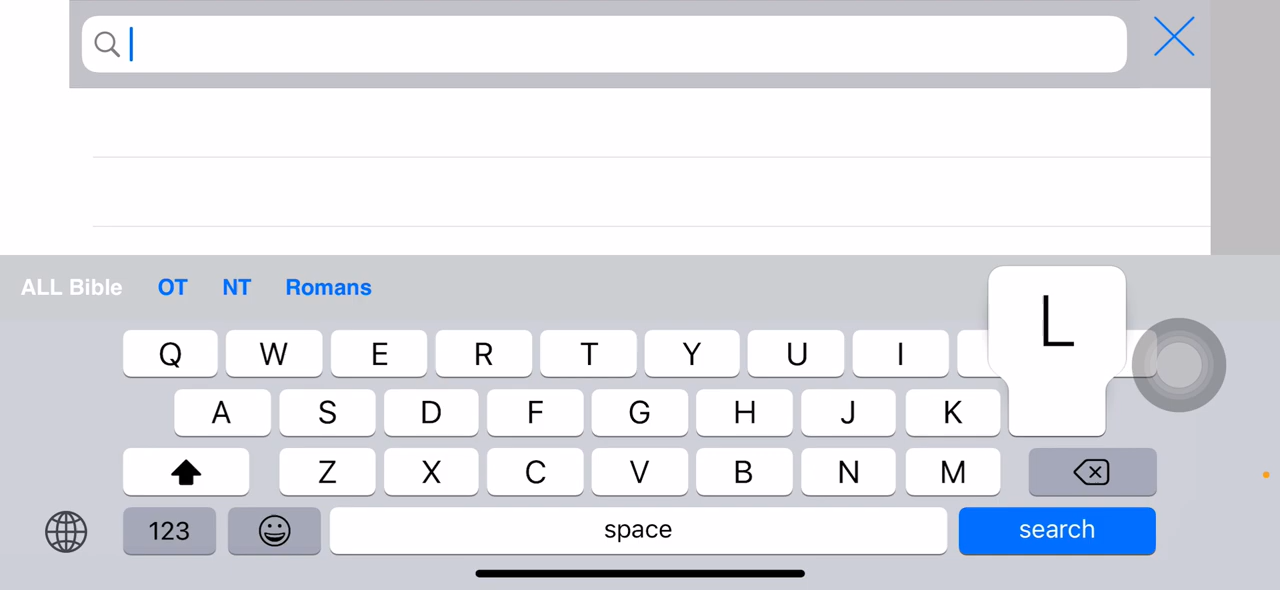 ALL Bible OT NT Romans
Q W E R T Y U I
A S D F G H J K L
Z X C V B N M
123 space search